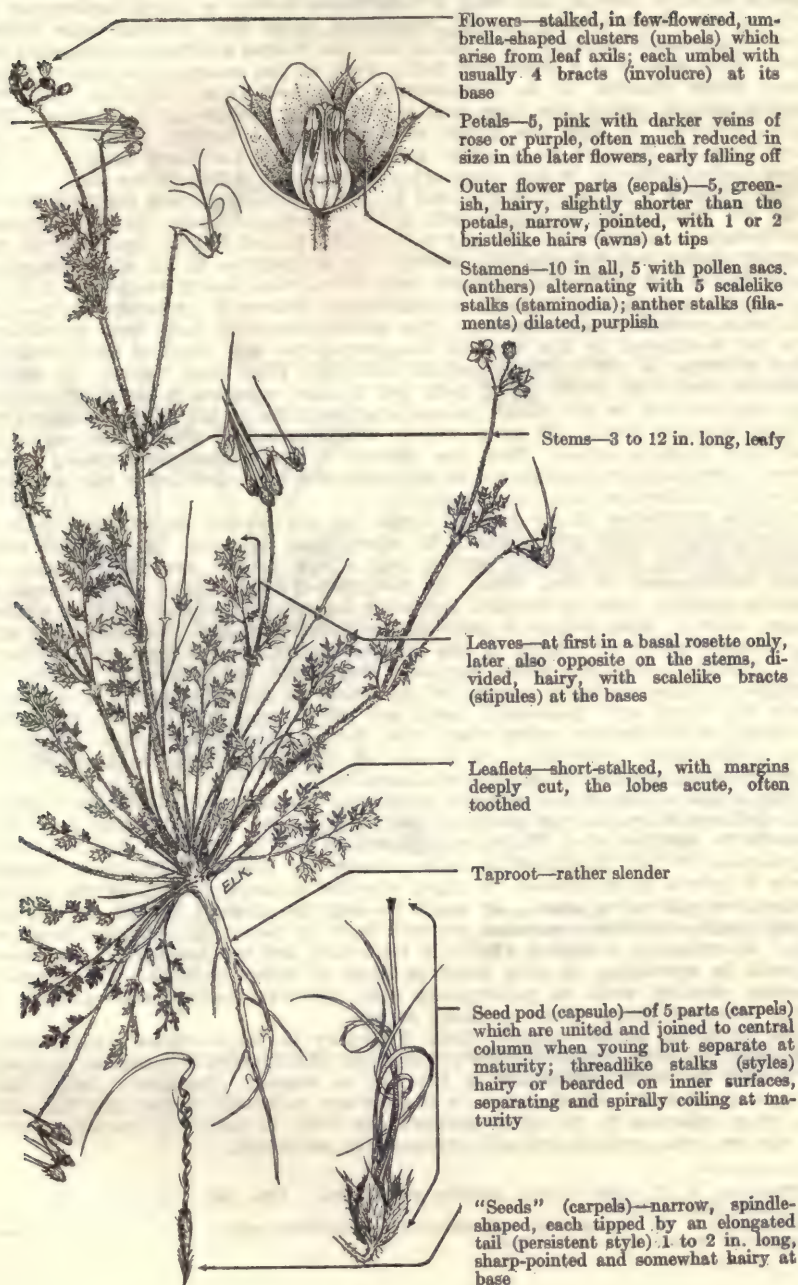 Flowers—stalked, in few-flowered, um-
brella-shaped clusters (umbels) which
arise from leaf axils; each umbel with
usually 4 bracts (involucre) at its
base
Petals—5, pink with darker veins of
rose or purple, often much reduced in
size in the later flowers, early falling off
Outer flower parts (sepals)—5, green-
ish, hairy, slightly shorter than the
petals, narrow, pointed, with 1 or 2
bristlelike hairs (awns) at tips
Stamens—10 in all, 5 with pollen sacs.
(anthers) alternating with 5 scalelike
stalks (staminodia); anther stalks (fila-
ments) dilated, purplish
Stems—3 to 12 in. long, leafy
Leaves—at first in a basal rosette only,
later also opposite on the stems, di-
vided, hairy, with scalelike bracts
(stipules) at the bases
Leaflets—short-stalked, with margins
deeply cut, the lobes acute, often
toothed
E.L.K.
Taproot—rather slender
Seed pod (capsule)—of 5 parts (carpels)
which are united and joined to central
column when young but separate at
maturity; threadlike stalks (styles)
hairy or bearded on inner surfaces,
separating and spirally coiling at ma-
turity
"Seeds" (carpels)—narrow, spindle-
shaped, each tipped by an elongated
tail (persistent style) 1 to 2 in. long,
sharp-pointed and somewhat hairy at
base